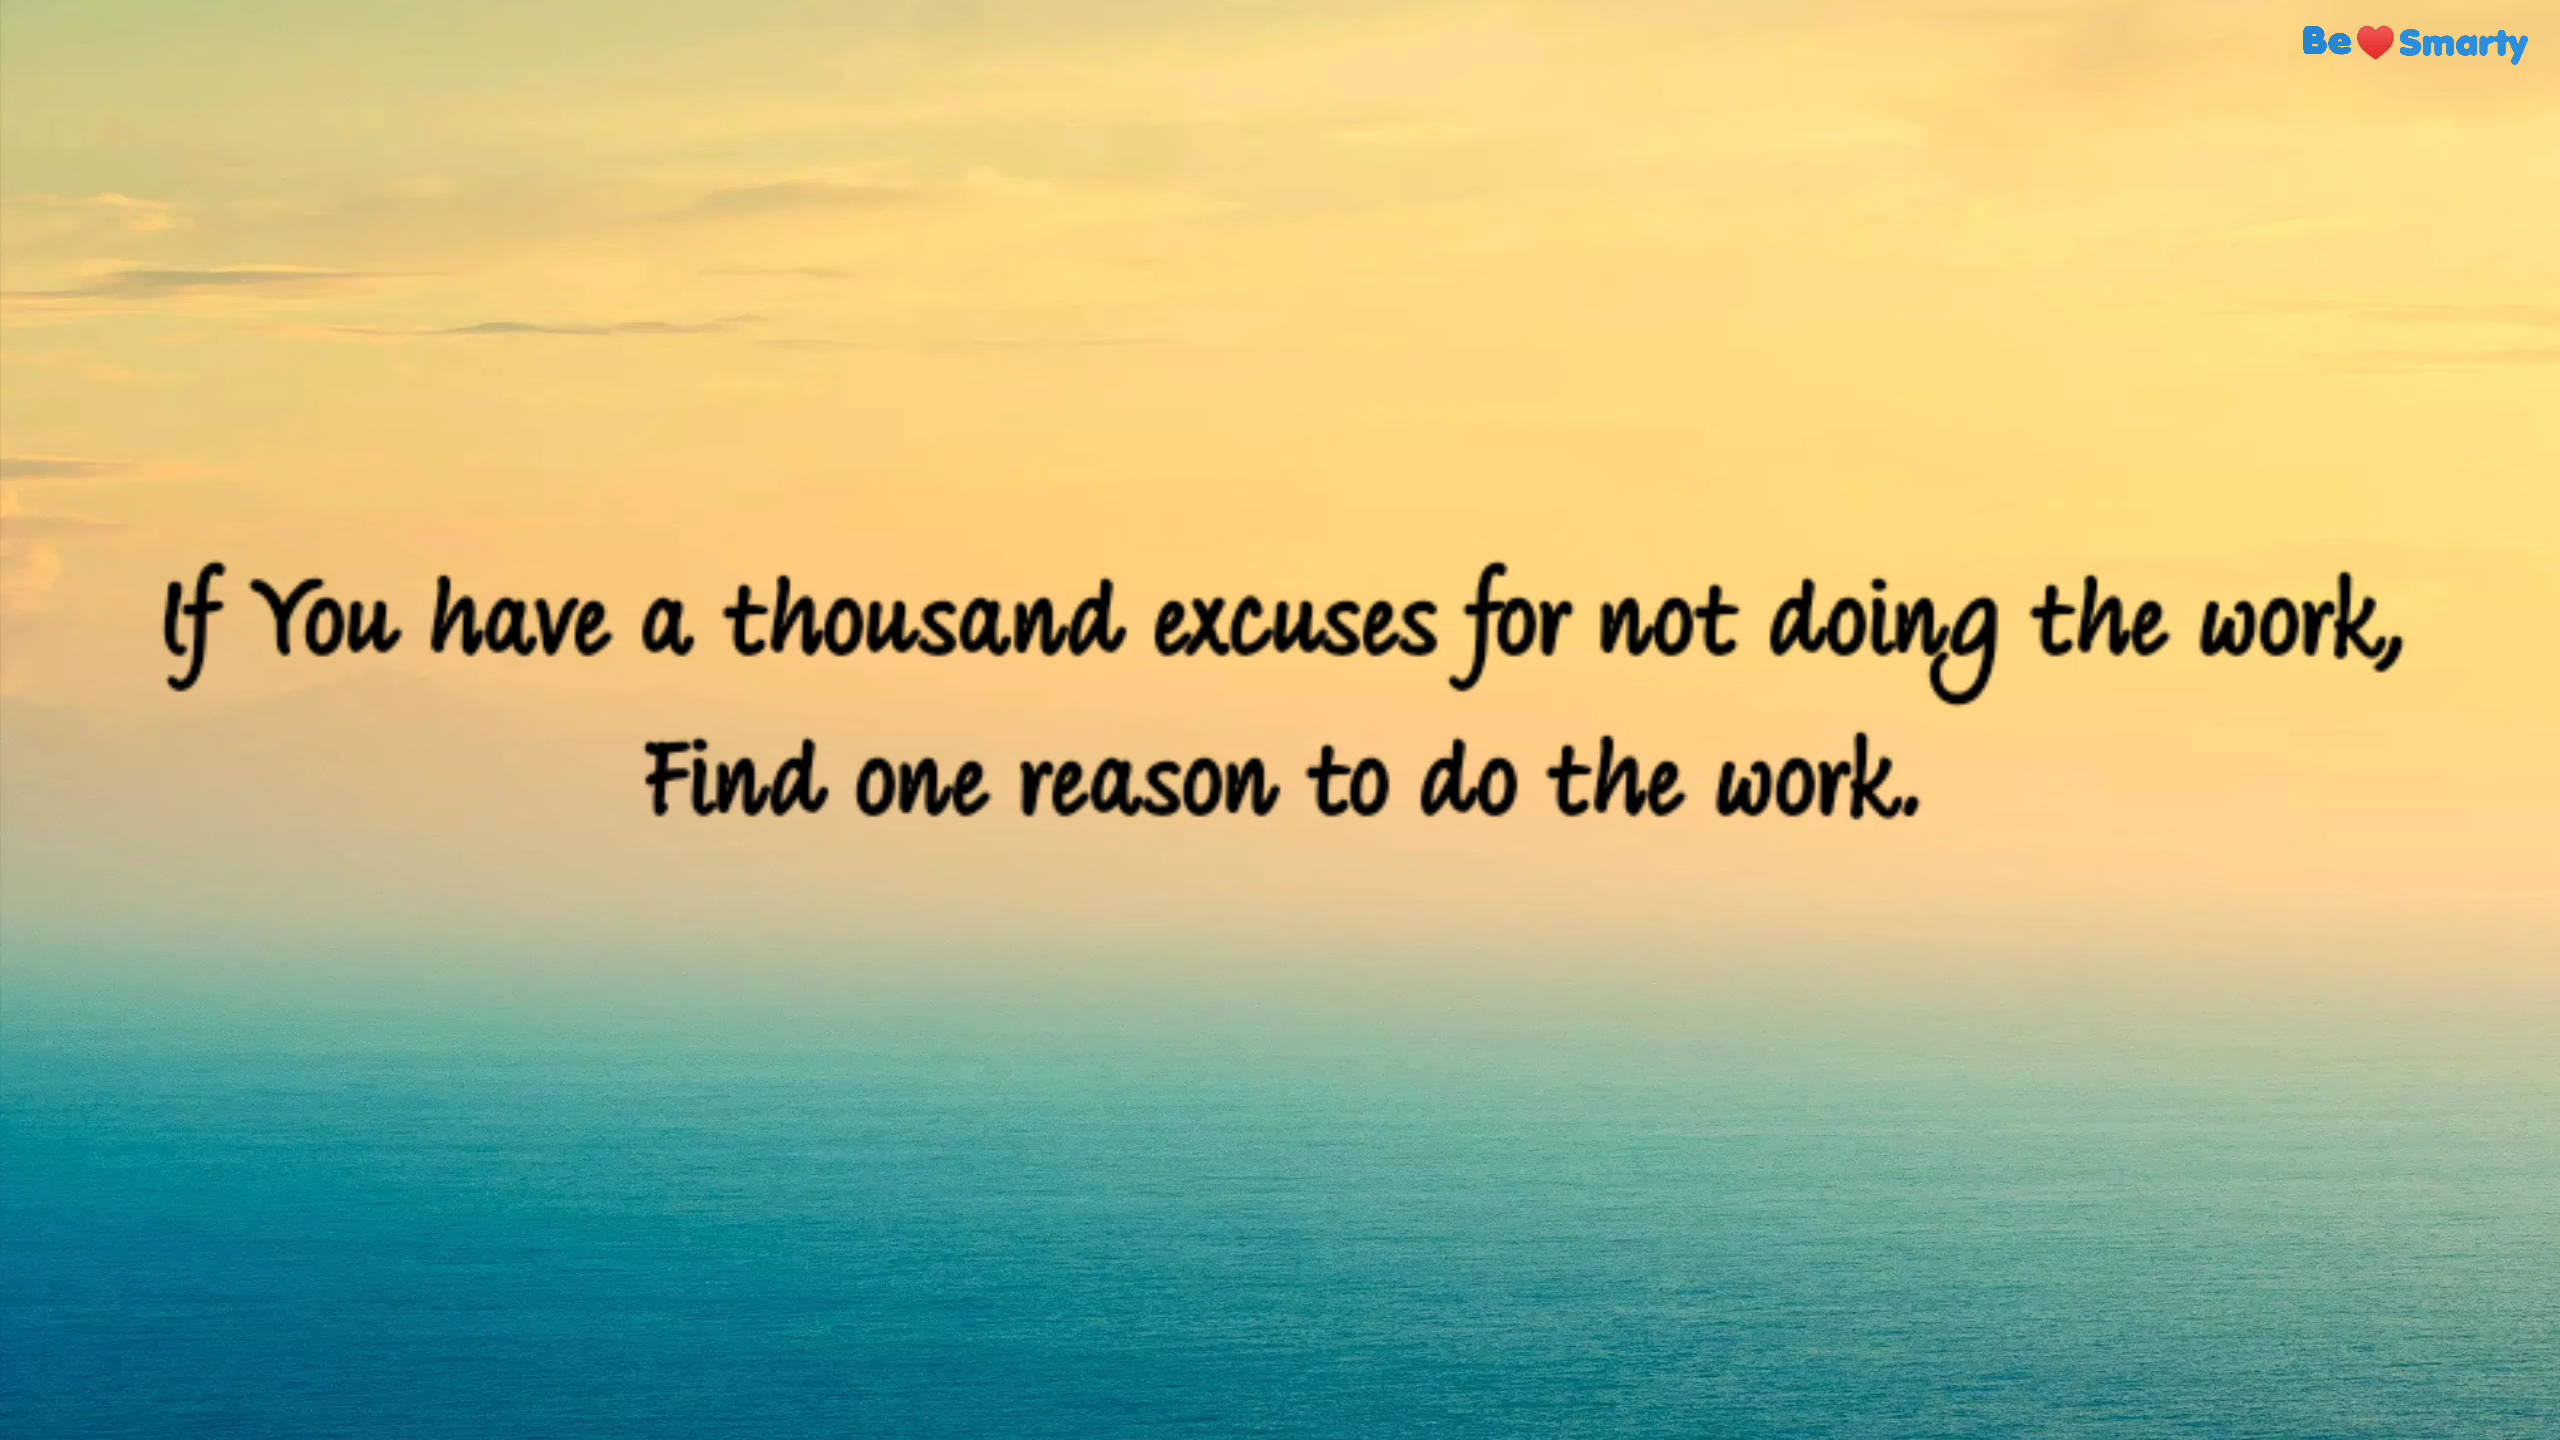 Be❤️Smarty
If You have a thousand excuses for not doing the work,
Find one reason to do the work.